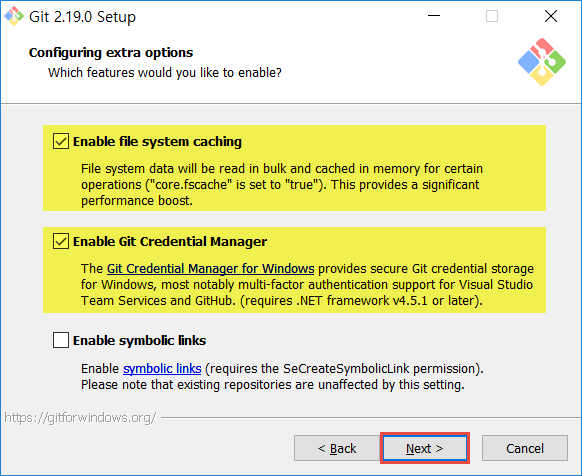 Git 2.19.0 Setup
Configuring extra options
Which features would you like to enable?
Enable file system caching
File system data will be read in bulk and cached in memory for certain
operations ("core.fscache" is set to "true"). This provides a significant
performance boost.
Enable Git Credential Manager
The Git Credential Manager for Windows provides secure Git credential storage
for Windows, most notably multi-factor authentication support for Visual Studio
Team Services and GitHub. (requires .NET framework v4.5.1 or later).
Enable symbolic links
Enable symbolic links (requires the SeCreateSymbolicLink permission).
Please note that existing repositories are unaffected by this setting.
https://gitforwindows.org/
< Back Next > Cancel